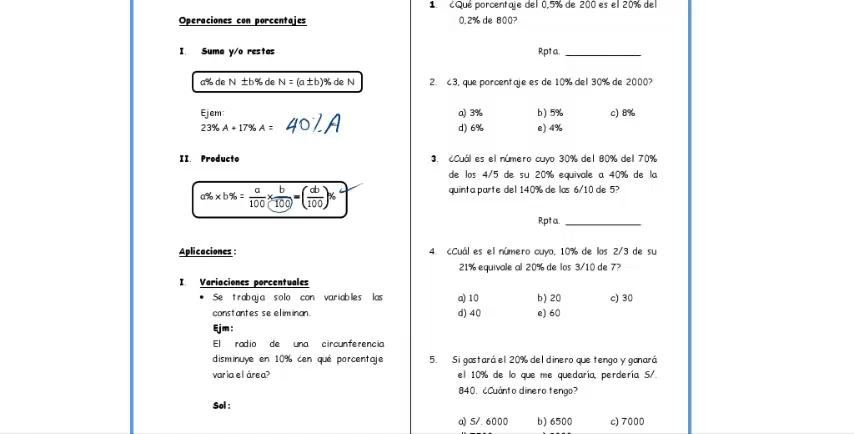 Operaciones con porcentajes
I. Suma y/o restas
a% de N ±b% de N = (a±b)% de N
Ejem:
23% A + 17% A = 40% A
II. Producto
a% x b% = a/100 x b/100 = (ab/100)%
Aplicaciones :
I. Variaciones porcentuales
• Se trabaja solo con variables las
constantes se eliminan.
Ejm :
El radio de una circunferencia
disminuye en 10% ¿en qué porcentaje
varía el área?
Sol :
1. ¿Qué porcentaje del 0,5% de 200 es el 20% del
0,2% de 800?
Rpta. ______________
2. ¿3, que porcentaje es de 10% del 30% de 2000?
a) 3% b) 5% c) 8%
d) 6% e) 4%
3. ¿Cuál es el número cuyo 30% del 80% del 70%
de los 4/5 de su 20% equivale a 40% de la
quinta parte del 140% de las 6/10 de 5?
Rpta. ______________
4. ¿Cuál es el número cuyo, 10% de los 2/3 de su
21% equivale al 20% de los 3/10 de 7?
a) 10 b) 20 c) 30
d) 40 e) 60
5. Si gastará el 20% del dinero que tengo y ganará
el 10% de lo que me quedaría, perdería S/.
840. ¿Cuánto dinero tengo?
a) S/. 6000 b) 6500 c) 7000